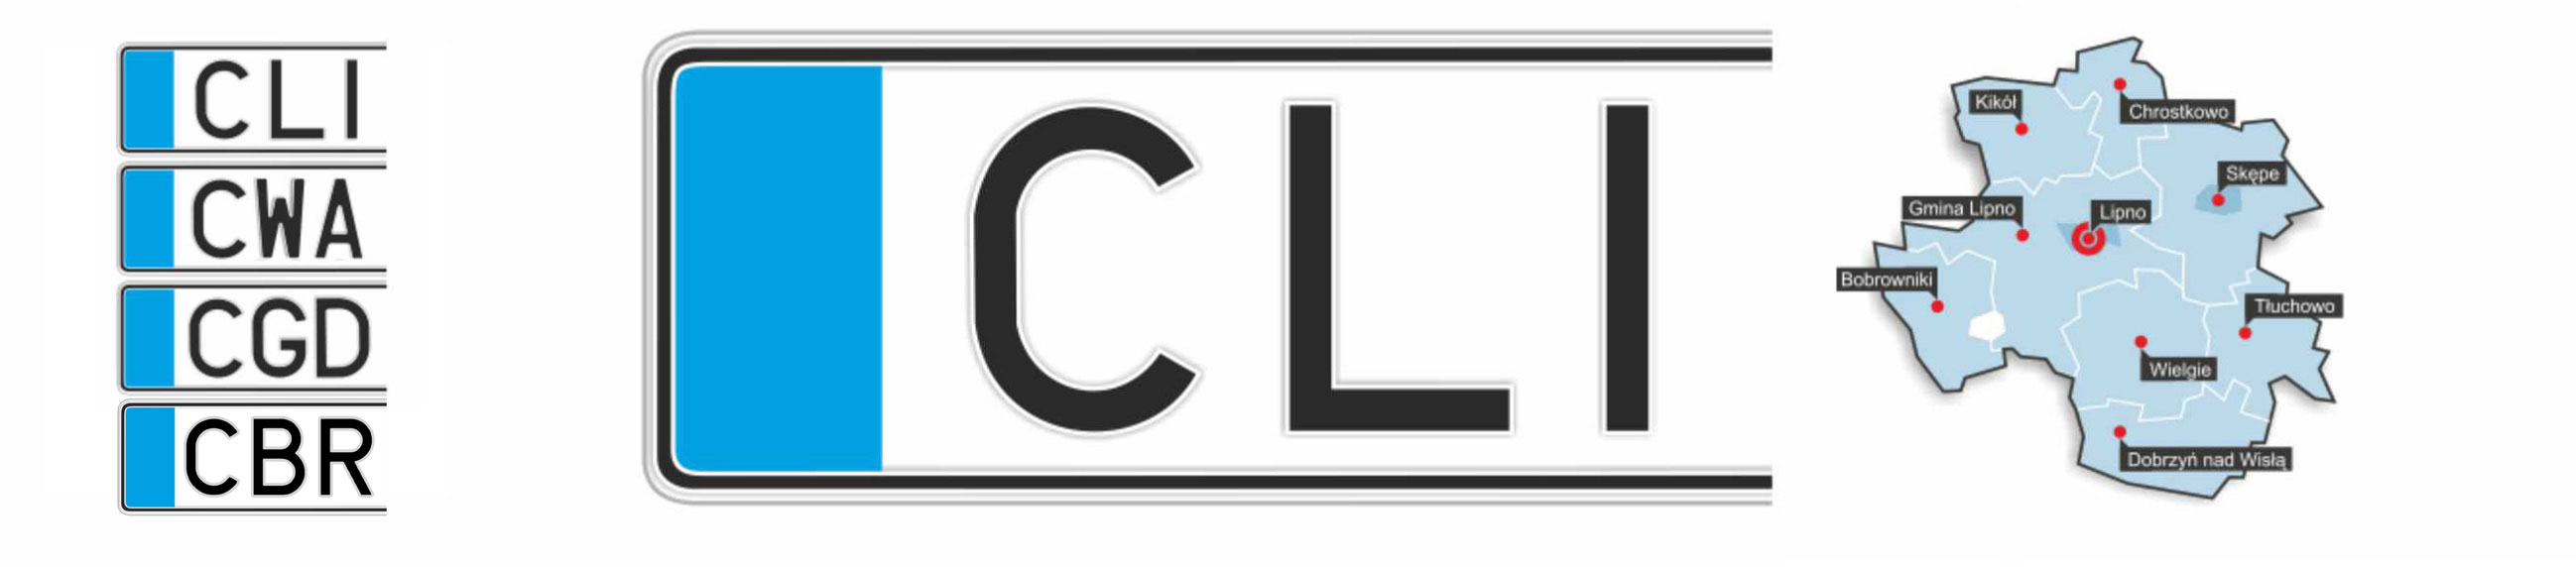 CLI
CWA
CGD
CBR
CLI
Kikół
Chrostkowo
Skępe
Gmina Lipno
Lipno
Bobrowniki
Tłuchowo
Wielgie
Dobrzyń nad Wisłą